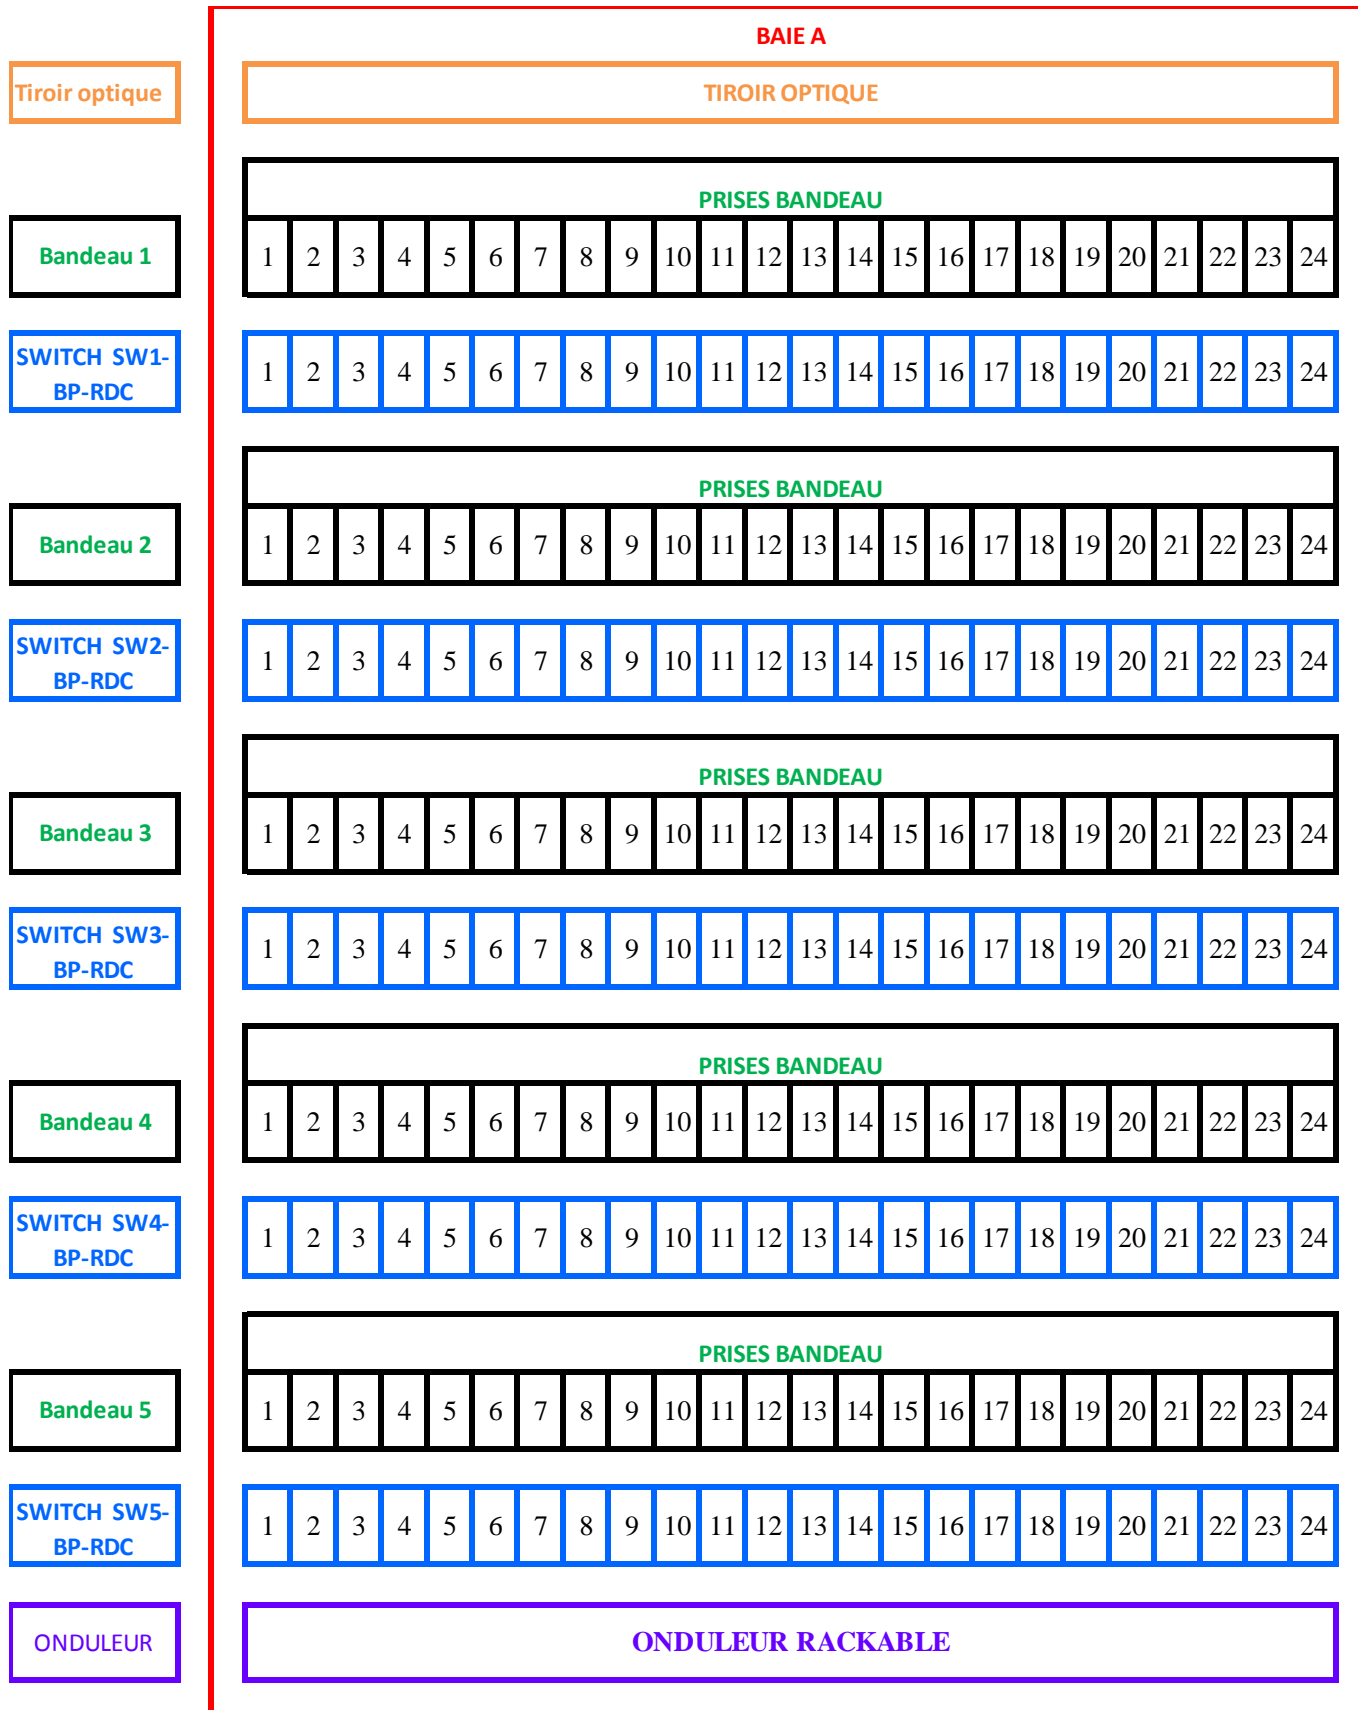 BAIE A
Tiroir optique TIROIR OPTIQUE
PRISES BANDEAU
Bandeau 1 1 2 3 4 5 6 7 8 9 10 11 12 13 14 15 16 17 18 19 20 21 22 23 24
SWITCH SW1-
BP-RDC
1 2 3 4 5 6 7 8 9 10 11 12 13 14 15 16 17 18 19 20 21 22 23 24
PRISES BANDEAU
Bandeau 2 1 2 3 4 5 6 7 8 9 10 11 12 13 14 15 16 17 18 19 20 21 22 23 24
SWITCH SW2-
BP-RDC
1 2 3 4 5 6 7 8 9 10 11 12 13 14 15 16 17 18 19 20 21 22 23 24
PRISES BANDEAU
Bandeau 3 1 2 3 4 5 6 7 8 9 10 11 12 13 14 15 16 17 18 19 20 21 22 23 24
SWITCH SW3-
BP-RDC
1 2 3 4 5 6 7 8 9 10 11 12 13 14 15 16 17 18 19 20 21 22 23 24
PRISES BANDEAU
Bandeau 4 1 2 3 4 5 6 7 8 9 10 11 12 13 14 15 16 17 18 19 20 21 22 23 24
SWITCH SW4-
BP-RDC
1 2 3 4 5 6 7 8 9 10 11 12 13 14 15 16 17 18 19 20 21 22 23 24
PRISES BANDEAU
Bandeau 5 1 2 3 4 5 6 7 8 9 10 11 12 13 14 15 16 17 18 19 20 21 22 23 24
SWITCH SW5-
BP-RDC
1 2 3 4 5 6 7 8 9 10 11 12 13 14 15 16 17 18 19 20 21 22 23 24
ONDULEUR ONDULEUR RACKABLE